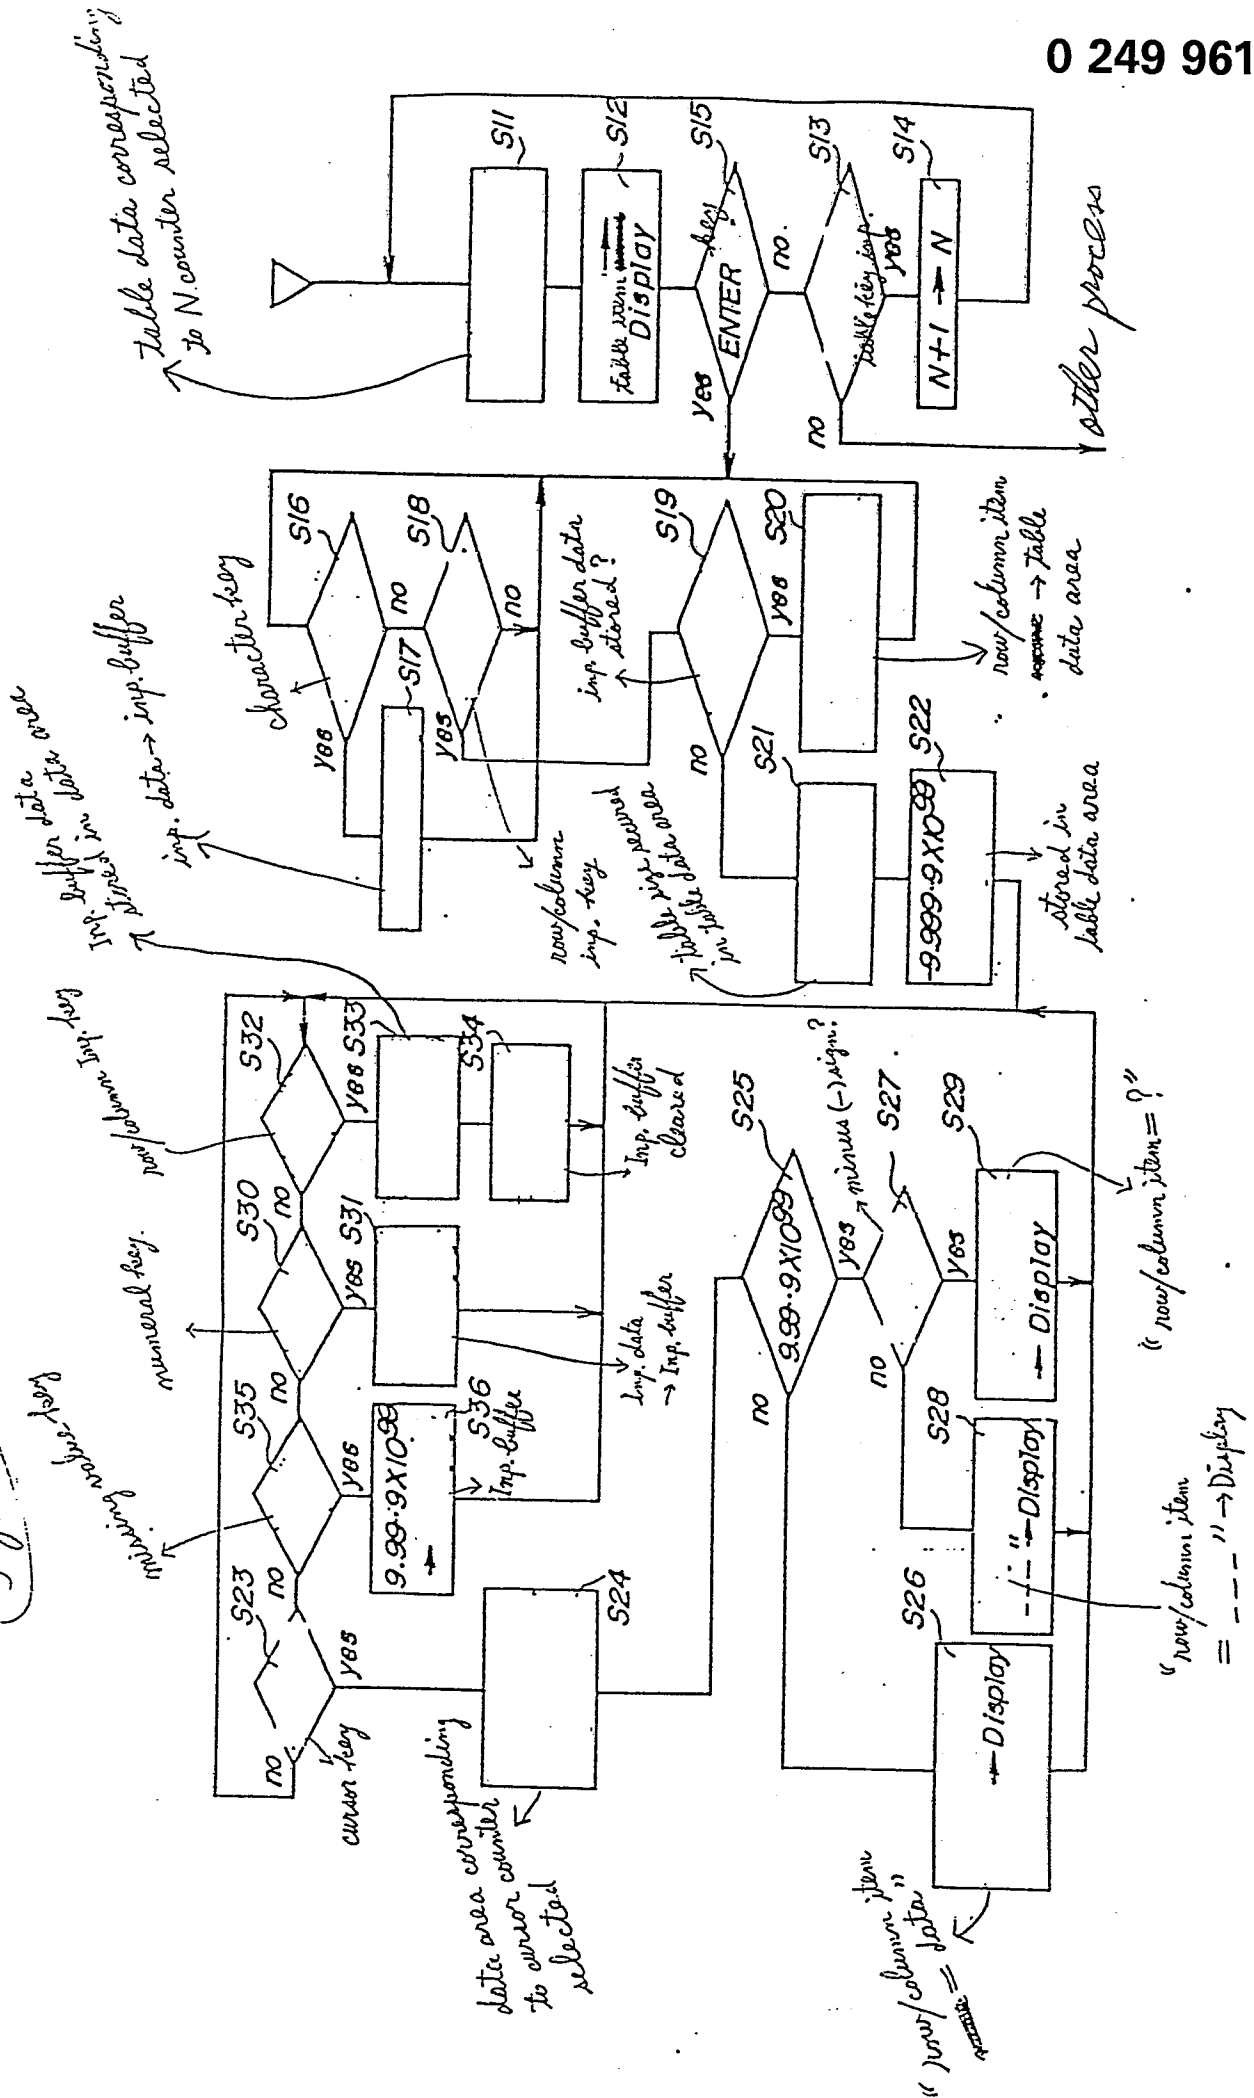 0 249 961
table data corresponding
to N.counter selected
S11
S12
table nam
Display
S15
key
ENTER
yes
no.
S13
table key inp.
yes
no
S14
N+1 → N
other process
S16
character key
yes
no
S17
inp. data → inp. buffer
S18
yes
no
row/column
inp. key
S19
inp. buffer data
stored?
yes
no
S20
row/column item
→ table
data area
S21
table size secured
in table data area
S22
-9.999·9X10^99
stored in
table data area
S32
row/column Inp. key
yes
no
S33
Inp. buffer data area
stored in data area
S34
Inp. buffer
cleared
S30
numeral key.
yes
no
S31
Inp. data
→ Inp. buffer
S35
missing value key
yes
no
S36
9.99·9X10^99
→
Inp. buffer
S23
cursor key
yes
no
S24
data area corresponding
to cursor counter
selected
S25
9.99·9X10^99
yes
no
S27
minus (-) sign?
yes
no
S29
← Display
"row/column item = ?"
S28
----" ← Display
"row/column item
= ----" → Display
S26
← Display
"row/column item
= data"